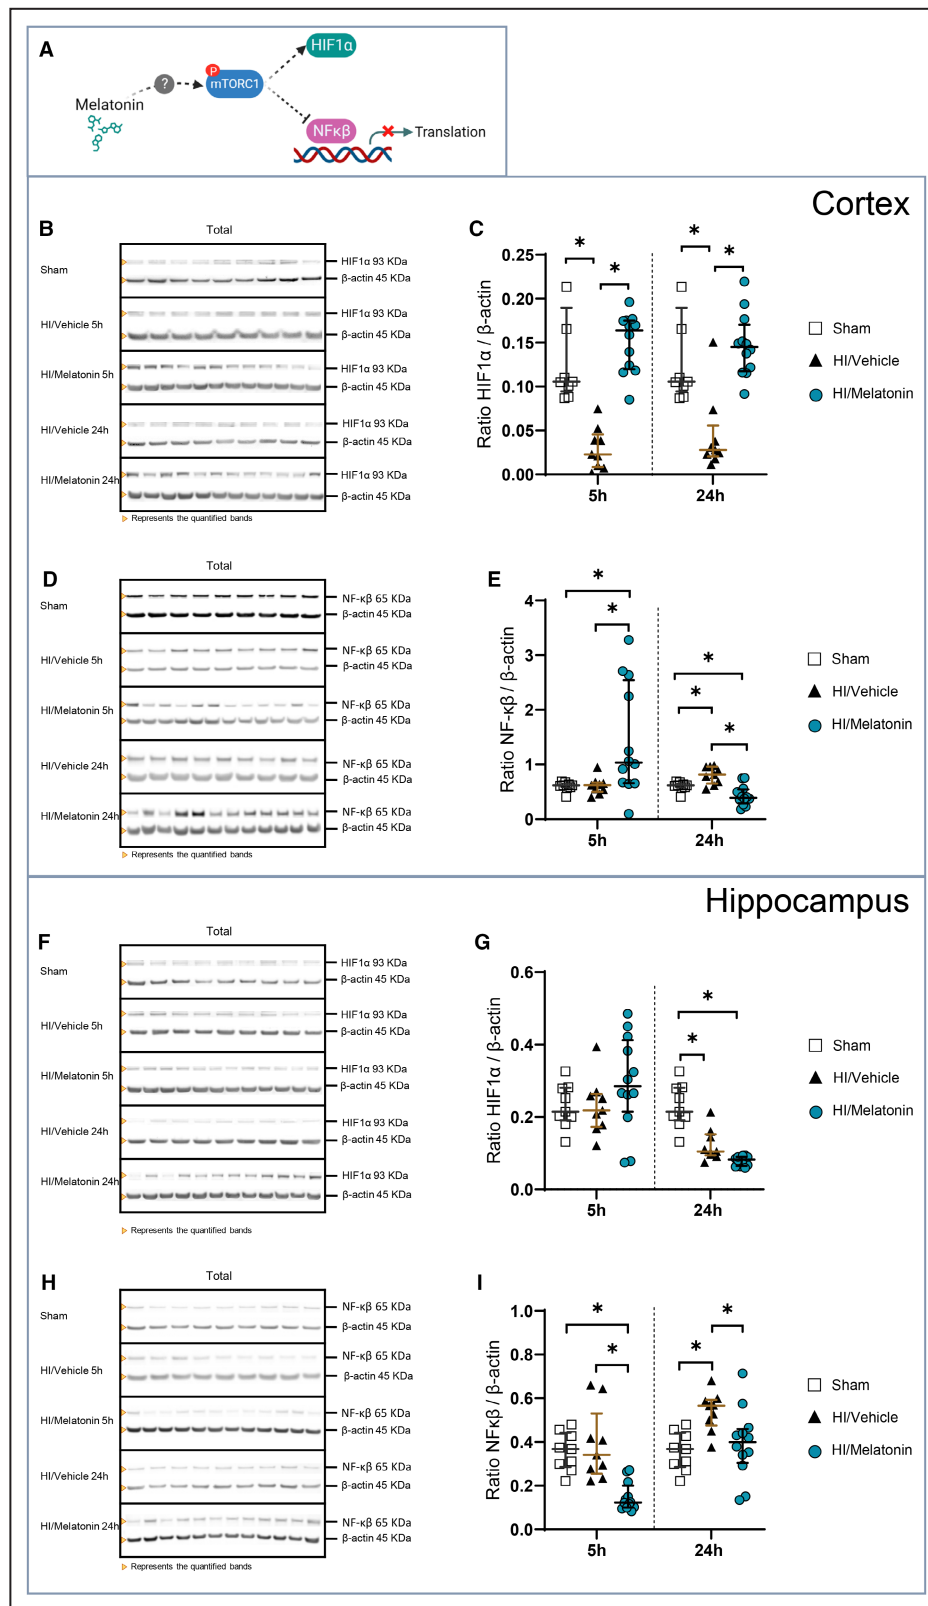 A
HIF1α
P
?
mTORC1
Melatonin
NFκβ
Translation
Cortex
B
Total
Sham
HIF1α 93 KDa
β-actin 45 KDa
HI/Vehicle 5h
HIF1α 93 KDa
β-actin 45 KDa
HI/Melatonin 5h
HIF1α 93 KDa
β-actin 45 KDa
HI/Vehicle 24h
HIF1α 93 KDa
β-actin 45 KDa
HI/Melatonin 24h
HIF1α 93 KDa
β-actin 45 KDa
Represents the quantified bands
C
Ratio HIF1α / β-actin
0.25
0.20
0.15
0.10
0.05
0.00
* * * *
5h 24h
Sham
HI/Vehicle
HI/Melatonin
D
Total
Sham
NF-κβ 65 KDa
β-actin 45 KDa
HI/Vehicle 5h
NF-κβ 65 KDa
β-actin 45 KDa
HI/Melatonin 5h
NF-κβ 65 KDa
β-actin 45 KDa
HI/Vehicle 24h
NF-κβ 65 KDa
β-actin 45 KDa
HI/Melatonin 24h
NF-κβ 65 KDa
β-actin 45 KDa
Represents the quantified bands
E
Ratio NF-κβ / β-actin
4
3
2
1
0
* * * * *
5h 24h
Sham
HI/Vehicle
HI/Melatonin
Hippocampus
F
Total
Sham
HIF1α 93 KDa
β-actin 45 KDa
HI/Vehicle 5h
HIF1α 93 KDa
β-actin 45 KDa
HI/Melatonin 5h
HIF1α 93 KDa
β-actin 45 KDa
HI/Vehicle 24h
HIF1α 93 KDa
β-actin 45 KDa
HI/Melatonin 24h
HIF1α 93 KDa
β-actin 45 KDa
Represents the quantified bands
G
Ratio HIF1α / β-actin
0.6
0.4
0.2
0.0
* *
5h 24h
Sham
HI/Vehicle
HI/Melatonin
H
Total
Sham
NF-κβ 65 KDa
β-actin 45 KDa
HI/Vehicle 5h
NF-κβ 65 KDa
β-actin 45 KDa
HI/Melatonin 5h
NF-κβ 65 KDa
β-actin 45 KDa
HI/Vehicle 24h
NF-κβ 65 KDa
β-actin 45 KDa
HI/Melatonin 24h
NF-κβ 65 KDa
β-actin 45 KDa
Represents the quantified bands
I
Ratio NFκβ / β-actin
1.0
0.8
0.6
0.4
0.2
0.0
* * * *
5h 24h
Sham
HI/Vehicle
HI/Melatonin